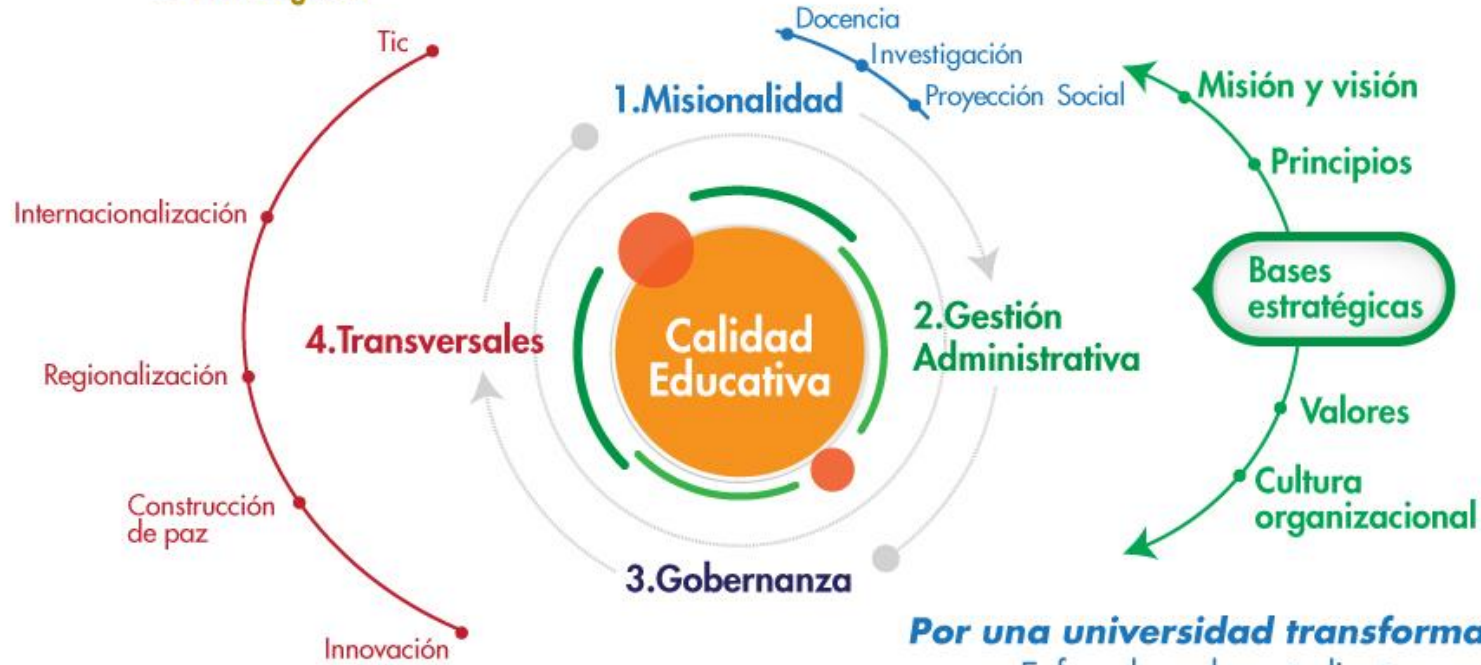 Tic
Internacionalización
Regionalización
Construcción
de paz
Innovación
Docencia
Investigación
Proyección Social
1.Misionalidad
Calidad
Educativa
4.Transversales
2.Gestión
Administrativa
3.Gobernanza
Misión y visión
Principios
Bases
estratégicas
Valores
Cultura
organizacional
Por una universidad transforma